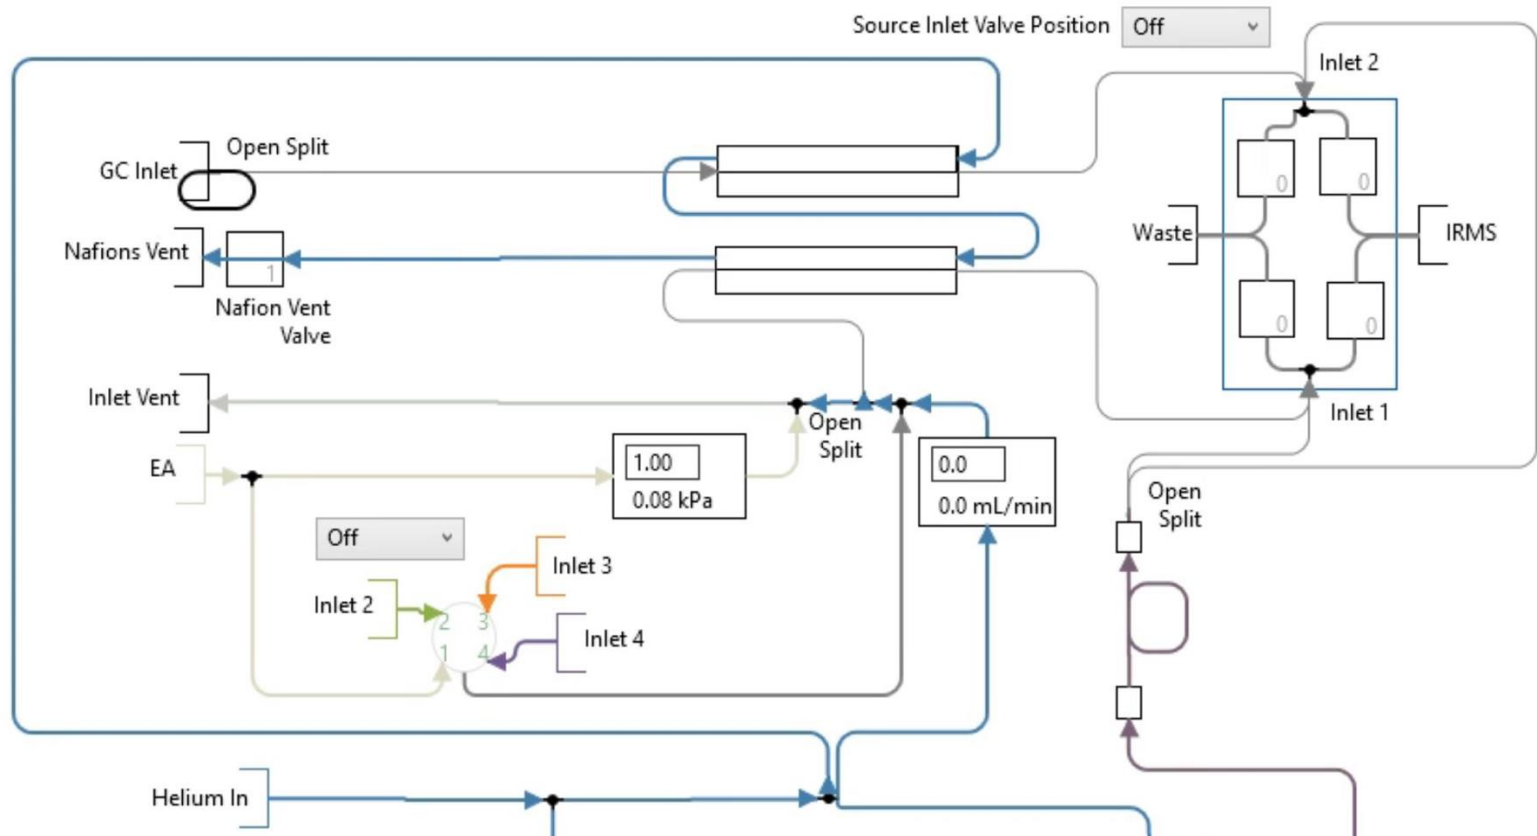 Source Inlet Valve Position
Off
Inlet 2
Open Split
GC Inlet
0
0
Waste
IRMS
Nafions Vent
1
Nafion Vent
Valve
0
0
Inlet Vent
Inlet 1
Open
Split
EA
1.00
0.08 kPa
0.0
0.0 mL/min
Open
Split
Off
Inlet 3
Inlet 2
2
3
Inlet 4
1
4
Helium In